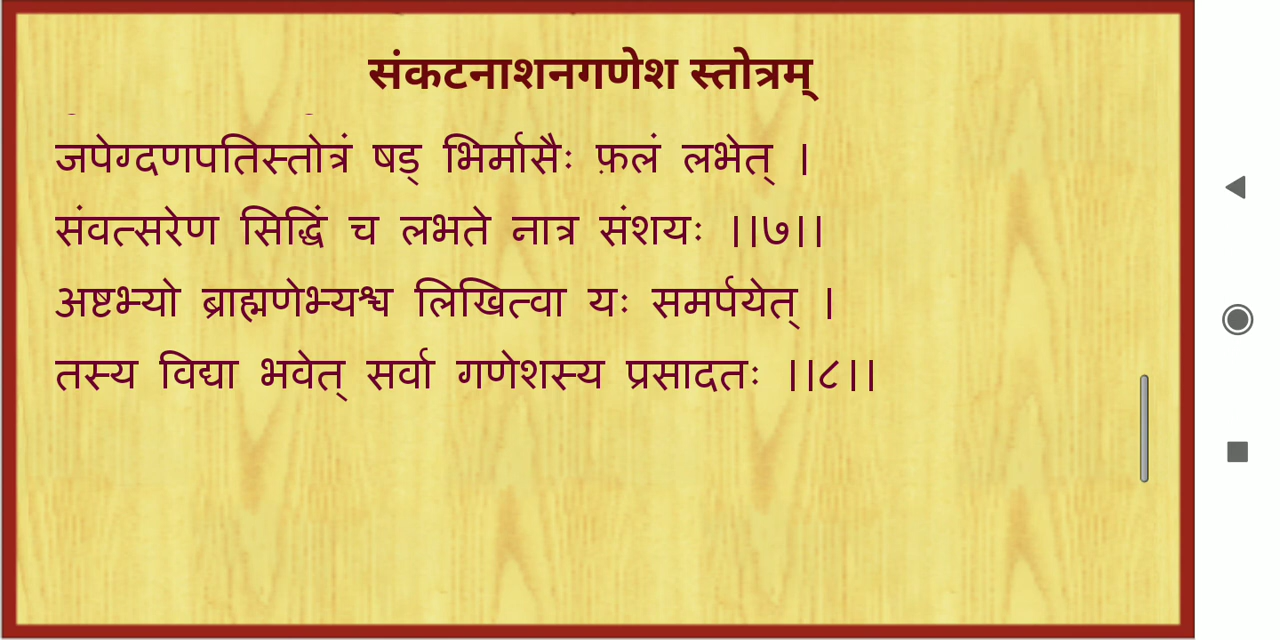 संकटनाशनगणेश स्तोत्रम्
जपेग्दणपतिस्तोत्रं षड् भिर्मासैः फ़लं लभेत् ।
संवत्सरेण सिद्धिं च लभते नात्र संशयः ।।७।।
अष्टभ्यो ब्राह्मणेभ्यश्च लिखित्वा यः समर्पयेत् ।
तस्य विद्या भवेत् सर्वा गणेशस्य प्रसादतः ।।८।।